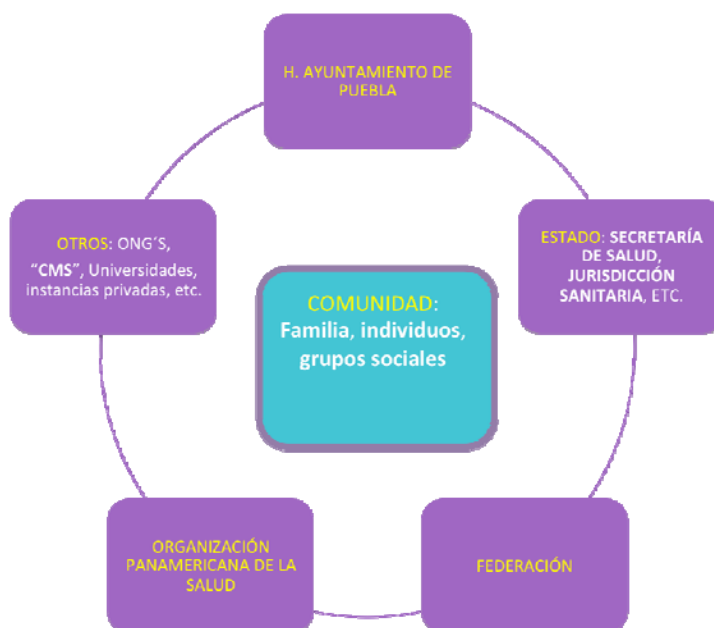 H. AYUNTAMIENTO DE
PUEBLA
OTROS: ONG´S,
“CMS”, Universidades,
instancias privadas, etc.
ESTADO: SECRETARÍA
DE SALUD,
JURISDICCIÓN
SANITARIA, ETC.
COMUNIDAD:
Familia, individuos,
grupos sociales
ORGANIZACIÓN
PANAMERICANA DE LA
SALUD
FEDERACIÓN